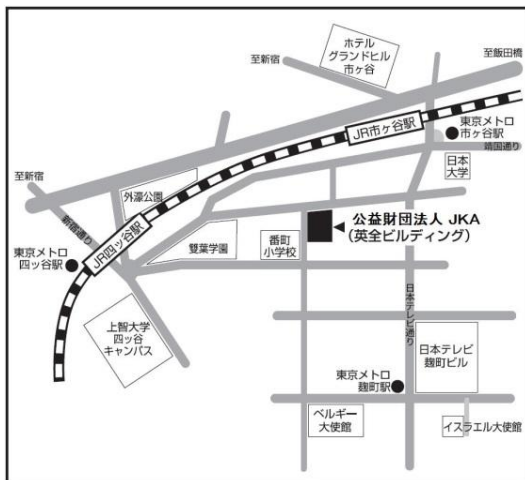 ホテル
グランドヒル
市ヶ谷
至新宿
至飯田橋
JR市ヶ谷駅
東京メトロ
市ヶ谷駅
靖国通り
日本
大学
至新宿
外濠公園
新宿通り
JR四ッ谷駅
東京メトロ
四ッ谷駅
雙葉学園
番町
小学校
公益財団法人 JKA
(英全ビルディング)
日本テレビ通り
上智大学
四ッ谷
キャンパス
日本テレビ
麹町ビル
東京メトロ
麹町駅
ベルギー
大使館
イスラエル大使館